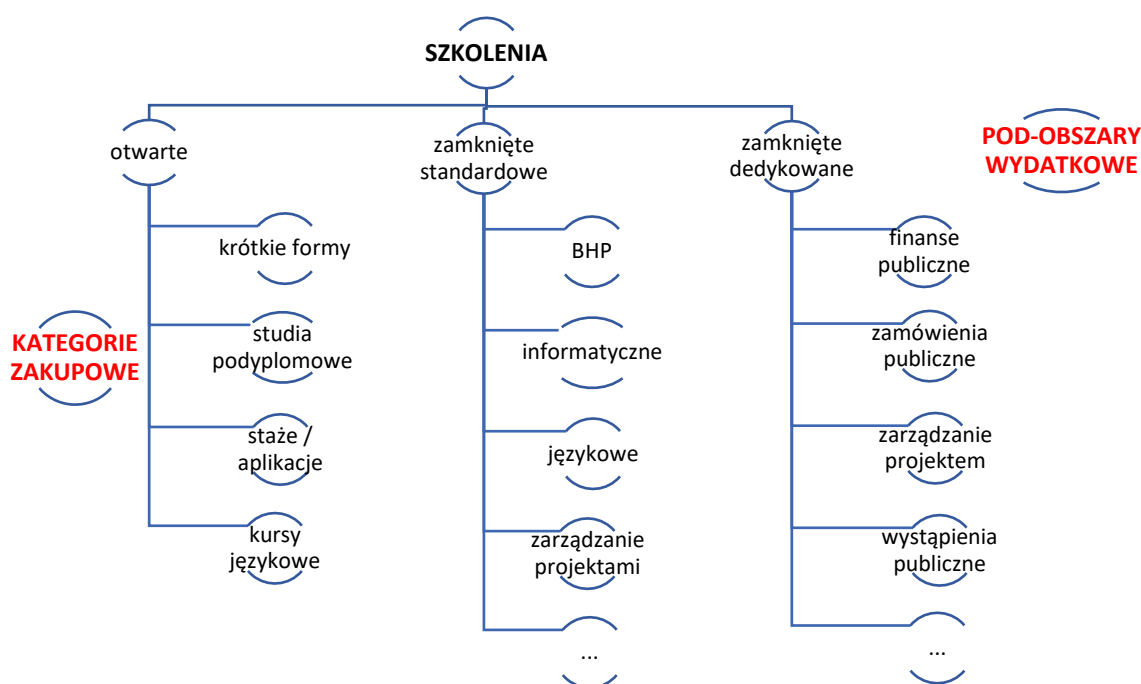 SZKOLENIA
otwarte
zamknięte
standardowe
zamknięte
dedykowane
POD-OBSZARY
WYDATKOWE
krótkie formy
studia
podyplomowe
staże /
aplikacje
kursy
językowe
KATEGORIE
ZAKUPOWE
BHP
informatyczne
językowe
zarządzanie
projektami
...
finanse
publiczne
zamówienia
publiczne
zarządzanie
projektem
wystąpienia
publiczne
...